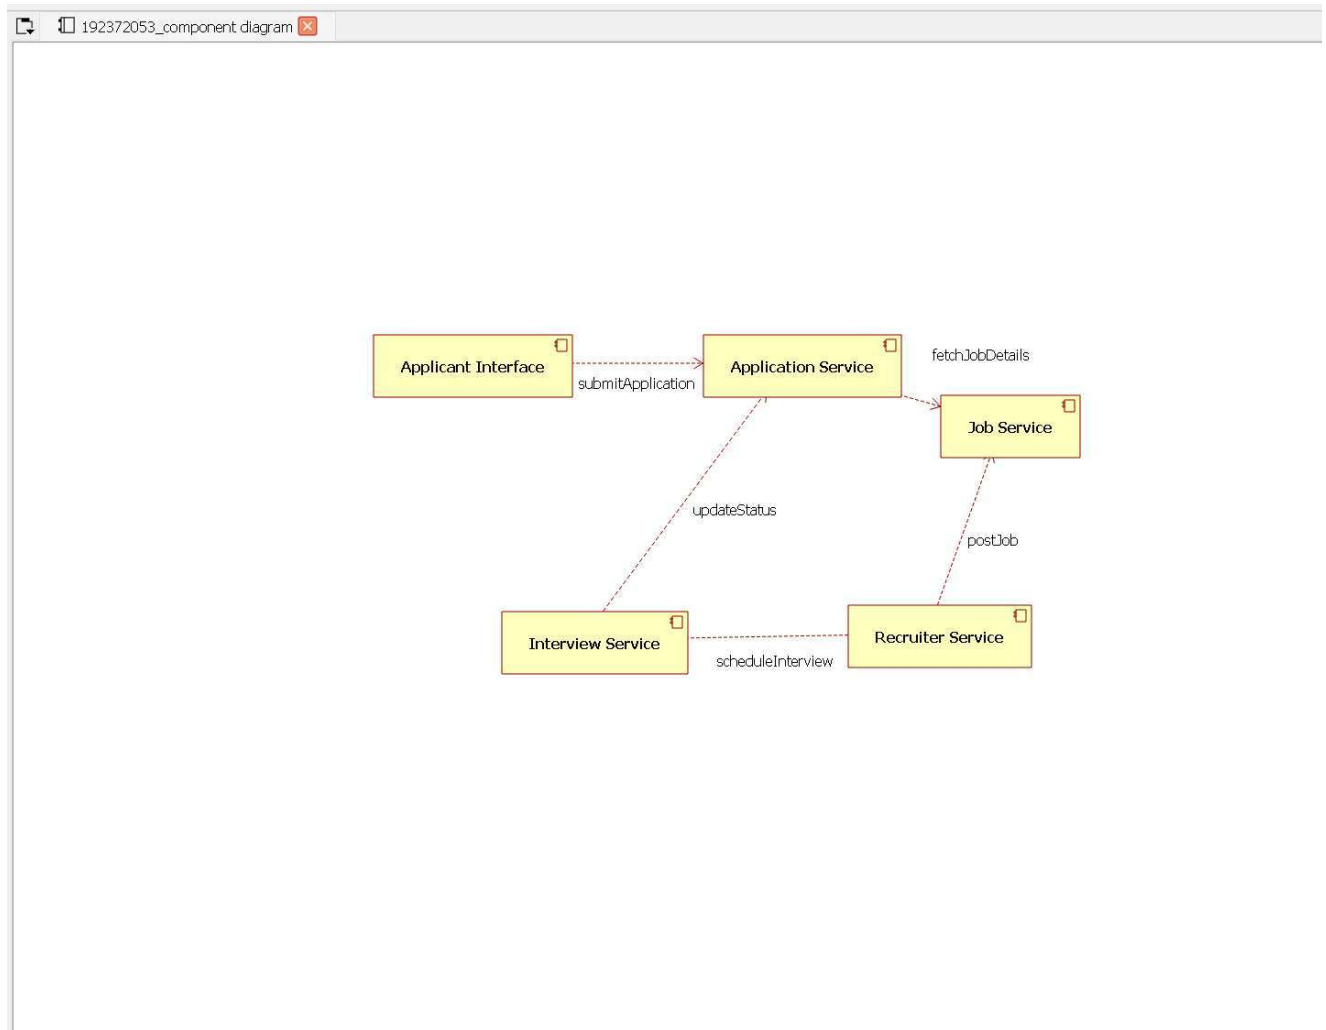 192372053_component diagram
Applicant Interface
submitApplication
Application Service
fetchJobDetails
Job Service
updateStatus
postJob
Interview Service
scheduleInterview
Recruiter Service